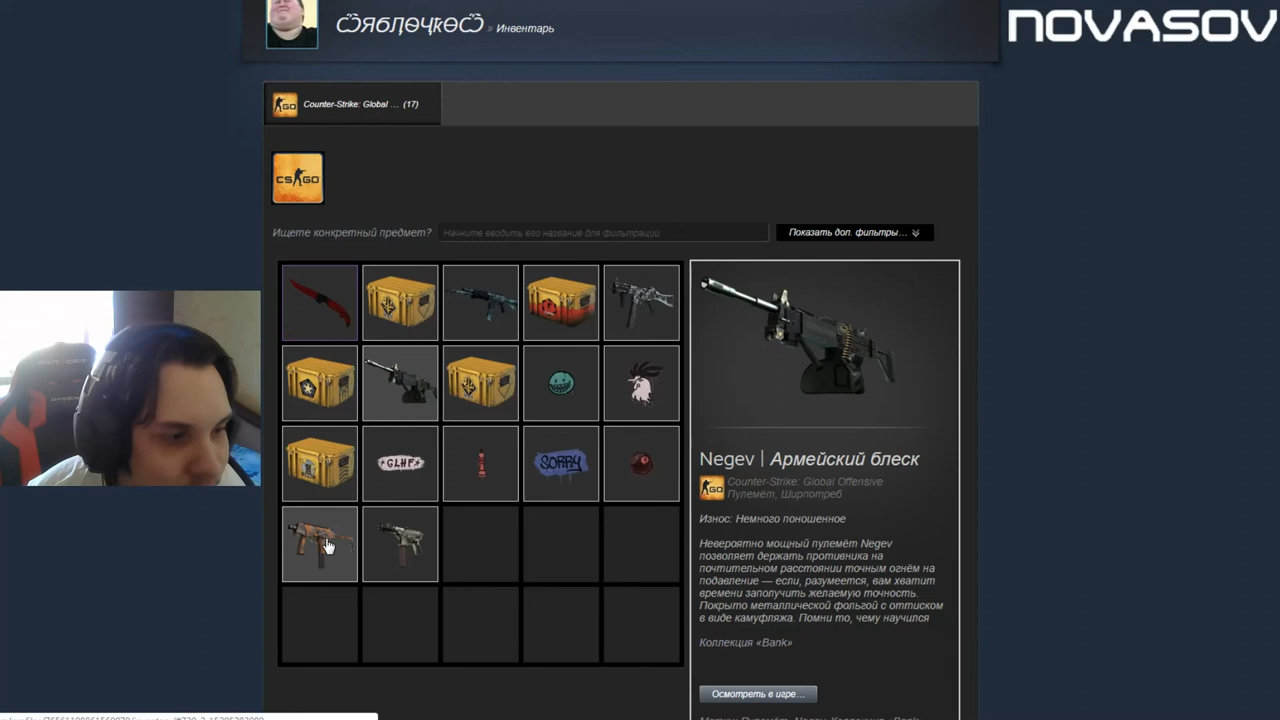 NOVASOV
ѾЯбЛѲҸҟѲѾ » Инвентарь
Counter-Strike: Global ... (17)
CS GO
Ищете конкретный предмет?
Начните вводить его название для фильтрации
Показать доп. фильтры...
GLHF
SORRY
Negev | Армейский блеск
Counter-Strike: Global Offensive
Пулемёт, Ширпотреб
Износ: Немного поношенное
Невероятно мощный пулемёт Negev
позволяет держать противника на
почтительном расстоянии точным огнём на
подавление — если, разумеется, вам хватит
времени заполучить желаемую точность.
Покрыто металлической фольгой с оттиском
в виде камуфляжа. Помни то, чему научился
Коллекция «Bank»
Осмотреть в игре...